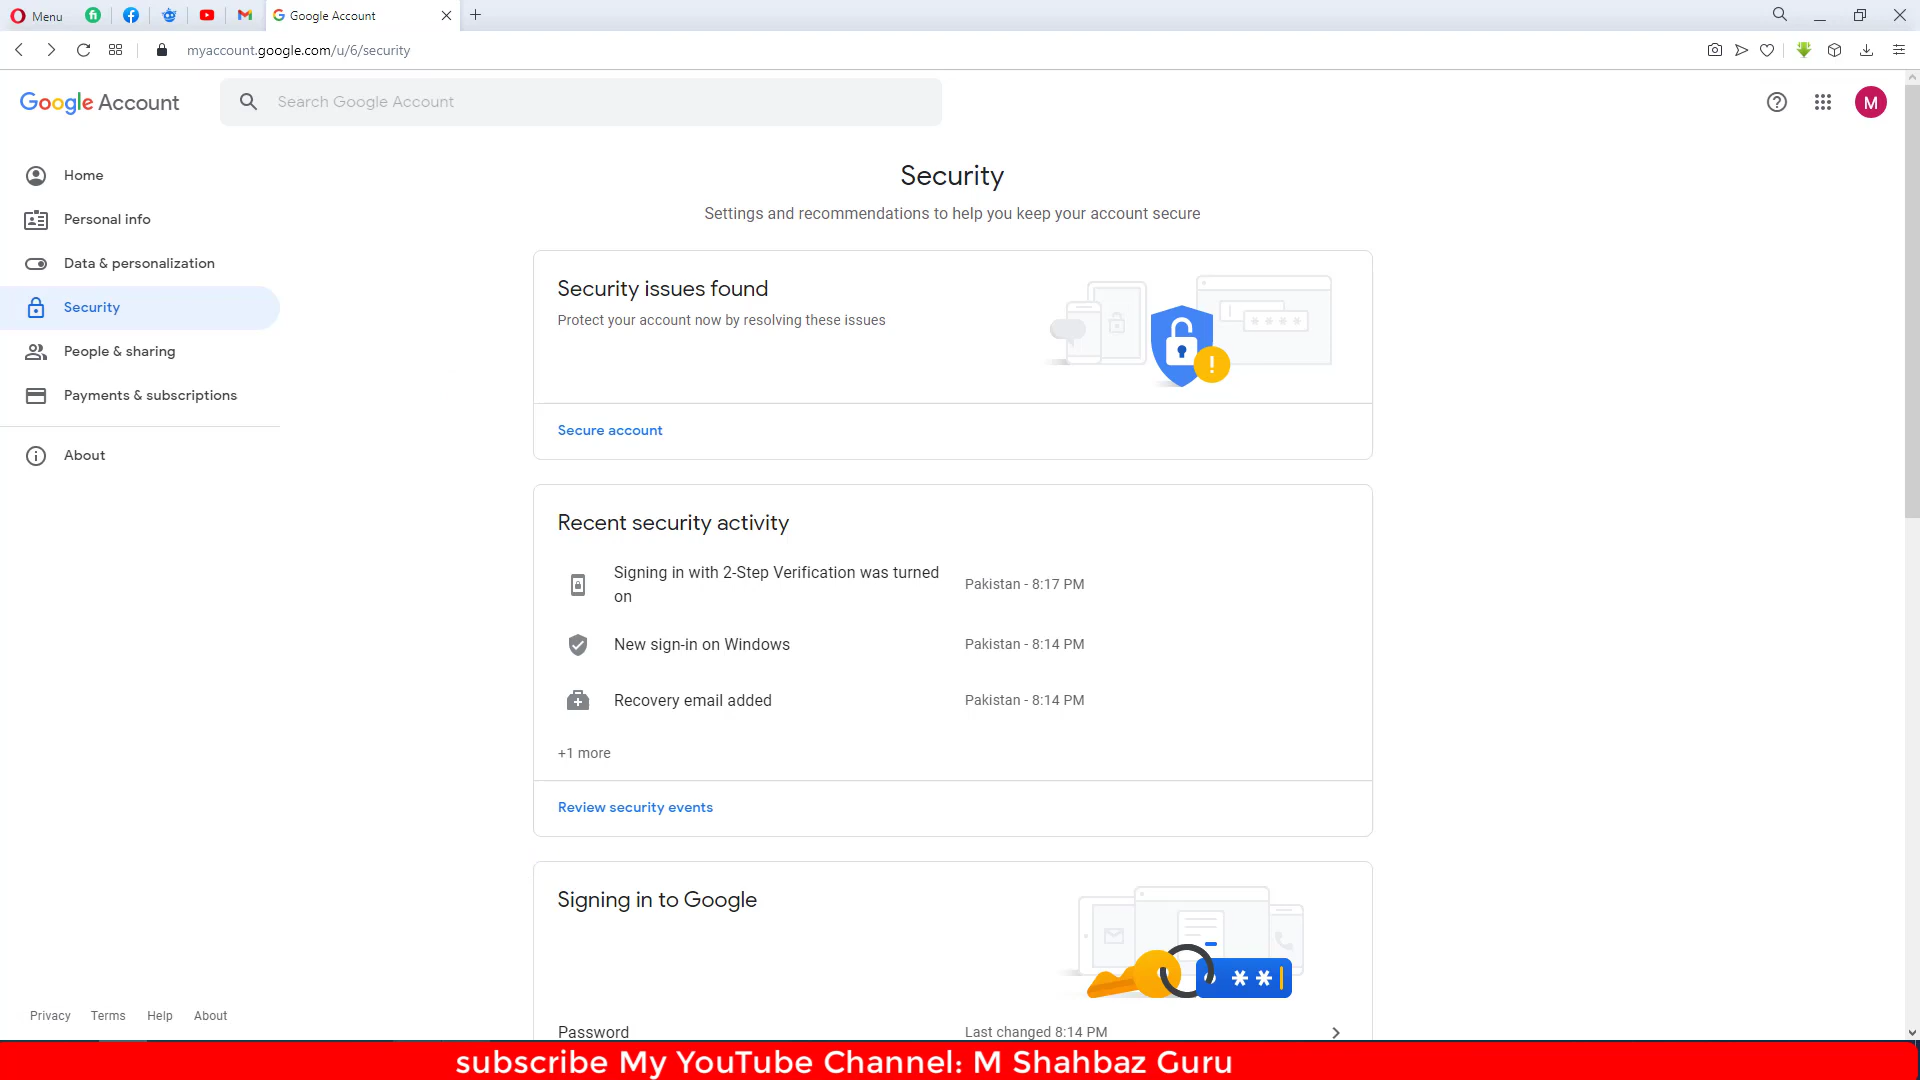 Menu
Google Account
myaccount.google.com/u/6/security
Google Account
Search Google Account
M
Home
Personal info
Data & personalization
Security
People & sharing
Payments & subscriptions
About
Security
Settings and recommendations to help you keep your account secure
Security issues found
Protect your account now by resolving these issues
Secure account
Recent security activity
Signing in with 2-Step Verification was turned on Pakistan - 8:17 PM
New sign-in on Windows Pakistan - 8:14 PM
Recovery email added Pakistan - 8:14 PM
+1 more
Review security events
Signing in to Google
Password Last changed 8:14 PM
Privacy Terms Help About
subscribe My YouTube Channel: M Shahbaz Guru